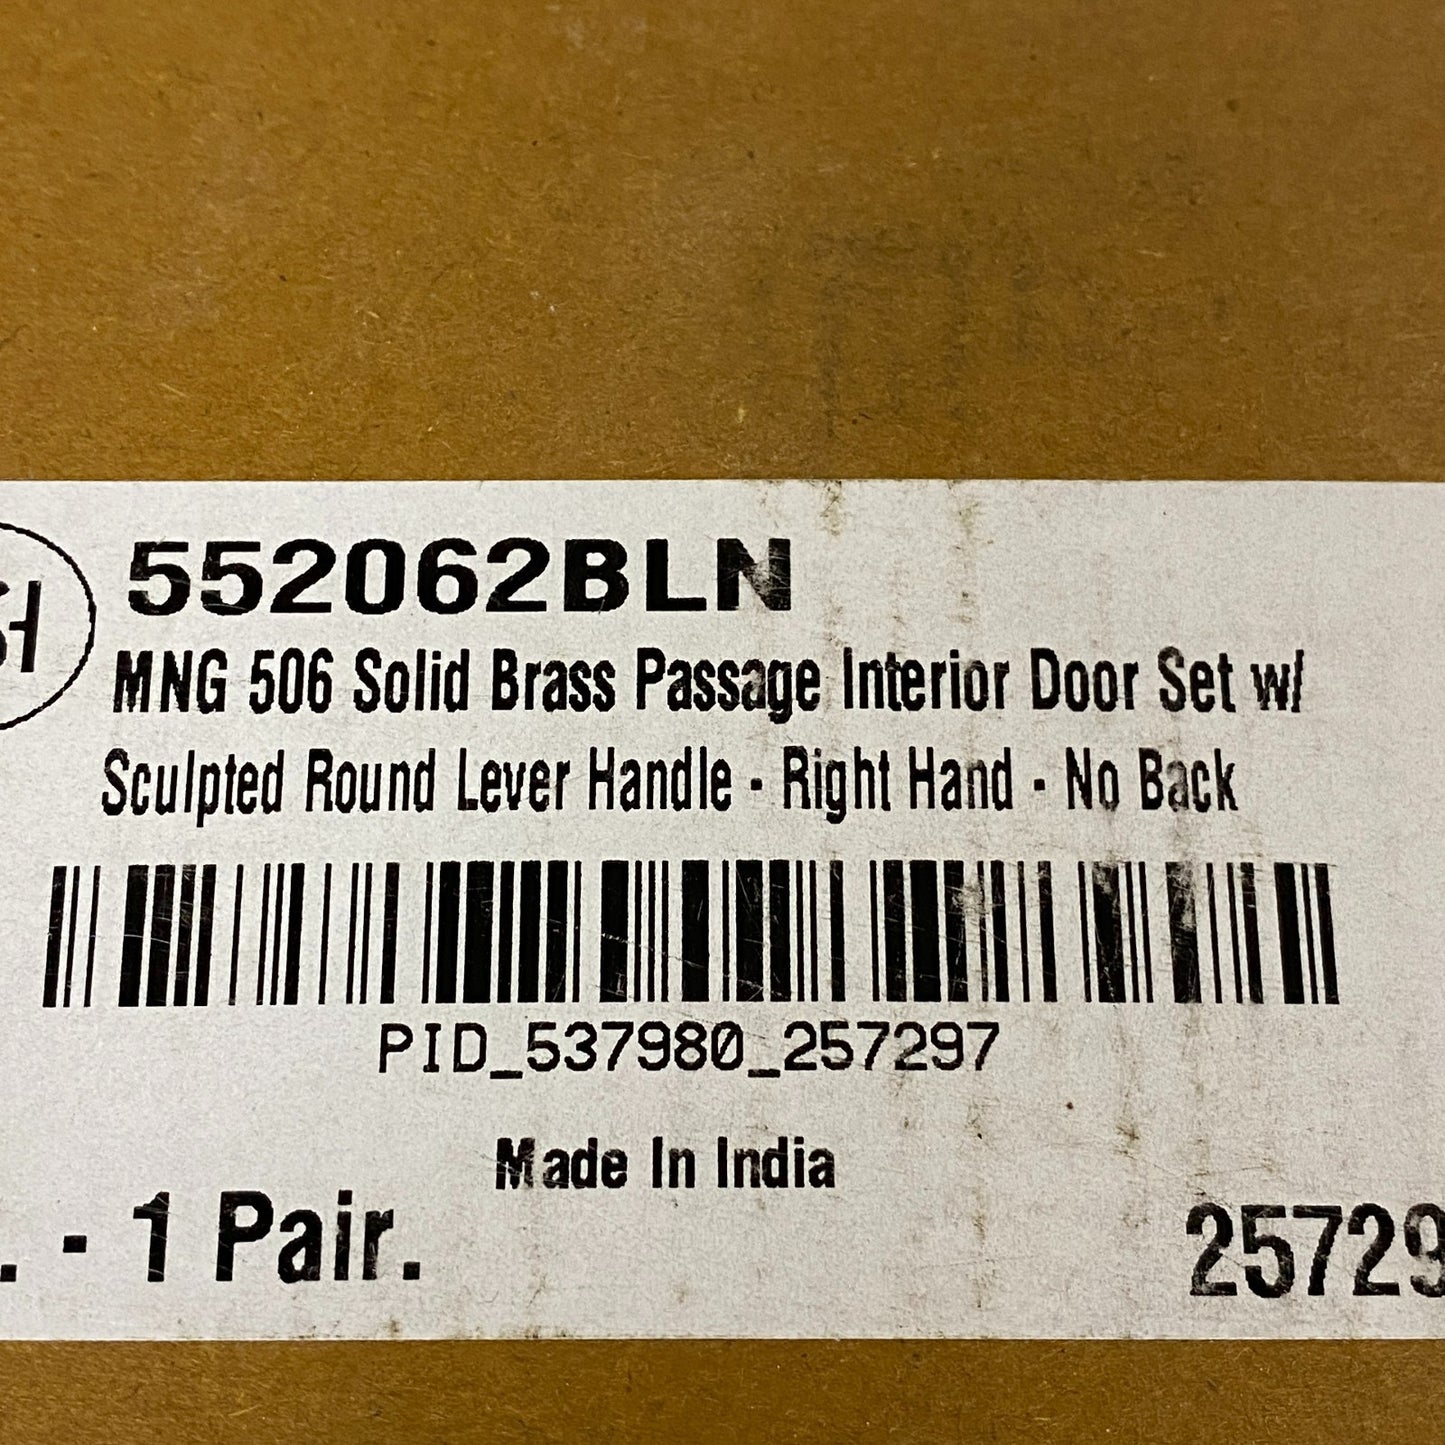 552062BLN
MNG 506 Solid Brass Passage Interior Door Set w/
Sculpted Round Lever Handle - Right Hand - No Back
PID_537980_257297
Made In India
. - 1 Pair.
25729